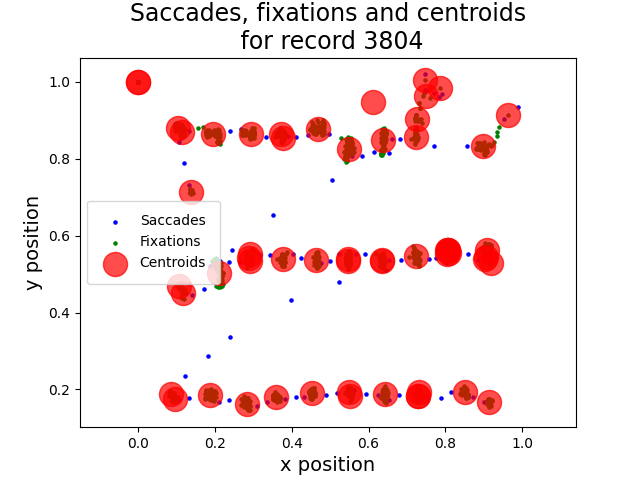 Saccades, fixations and centroids
for record 3804
y position
1.0
0.8
0.6
0.4
0.2
Saccades
Fixations
Centroids
0.0
0.2
0.4
0.6
0.8
1.0
x position